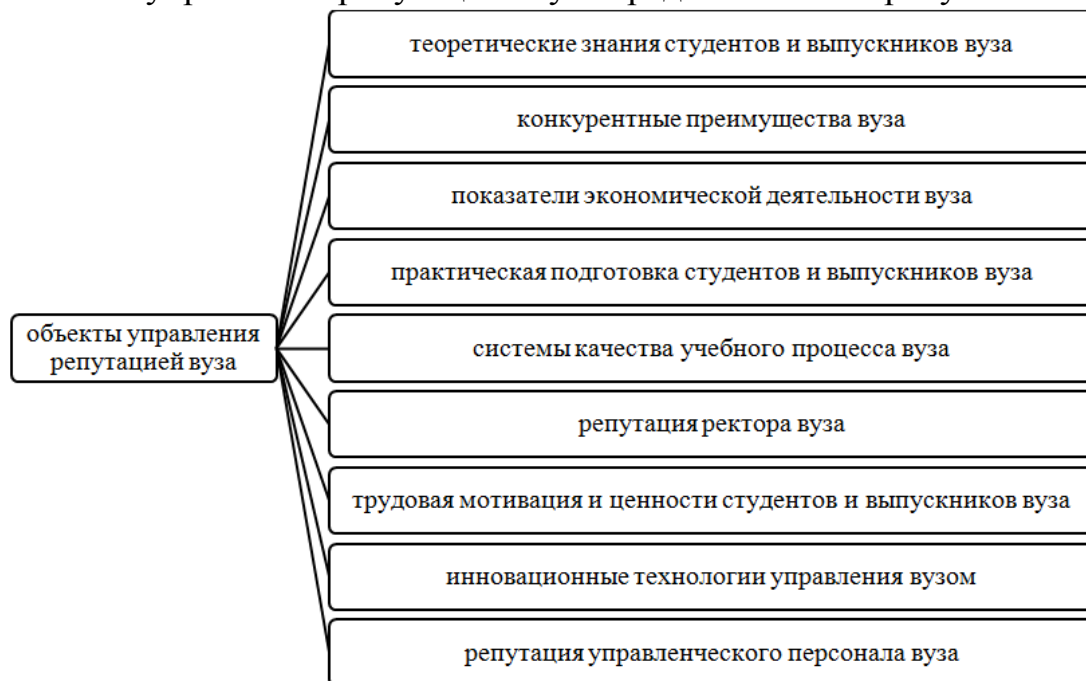 теоретические знания студентов и выпускников вуза
конкурентные преимущества вуза
показатели экономической деятельности вуза
практическая подготовка студентов и выпускников вуза
объекты управления
репутацией вуза
системы качества учебного процесса вуза
репутация ректора вуза
трудовая мотивация и ценности студентов и выпускников вуза
инновационные технологии управления вузом
репутация управленческого персонала вуза